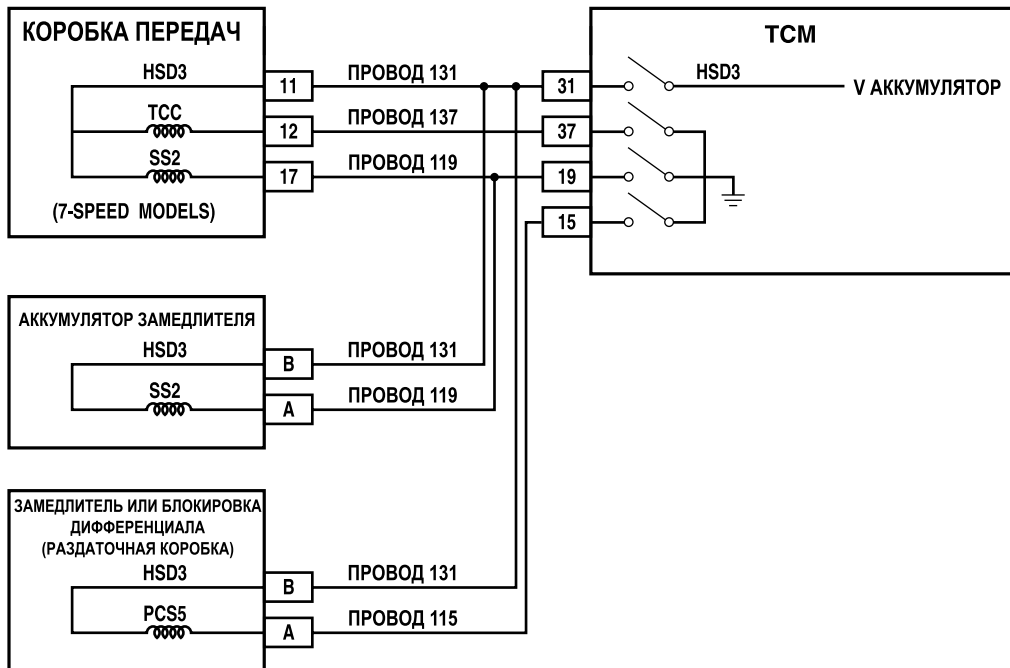 КОРОБКА ПЕРЕДАЧ
HSD3
11
ПРОВОД 131
TCC
12
ПРОВОД 137
SS2
17
ПРОВОД 119
(7-SPEED MODELS)
TCM
31
HSD3
V АККУМУЛЯТОР
37
19
15
АККУМУЛЯТОР ЗАМЕДЛИТЕЛЯ
HSD3
B
ПРОВОД 131
SS2
A
ПРОВОД 119
ЗАМЕДЛИТЕЛЬ ИЛИ БЛОКИРОВКА
ДИФФЕРЕНЦИАЛА
(РАЗДАТОЧНАЯ КОРОБКА)
HSD3
B
ПРОВОД 131
PCS5
A
ПРОВОД 115